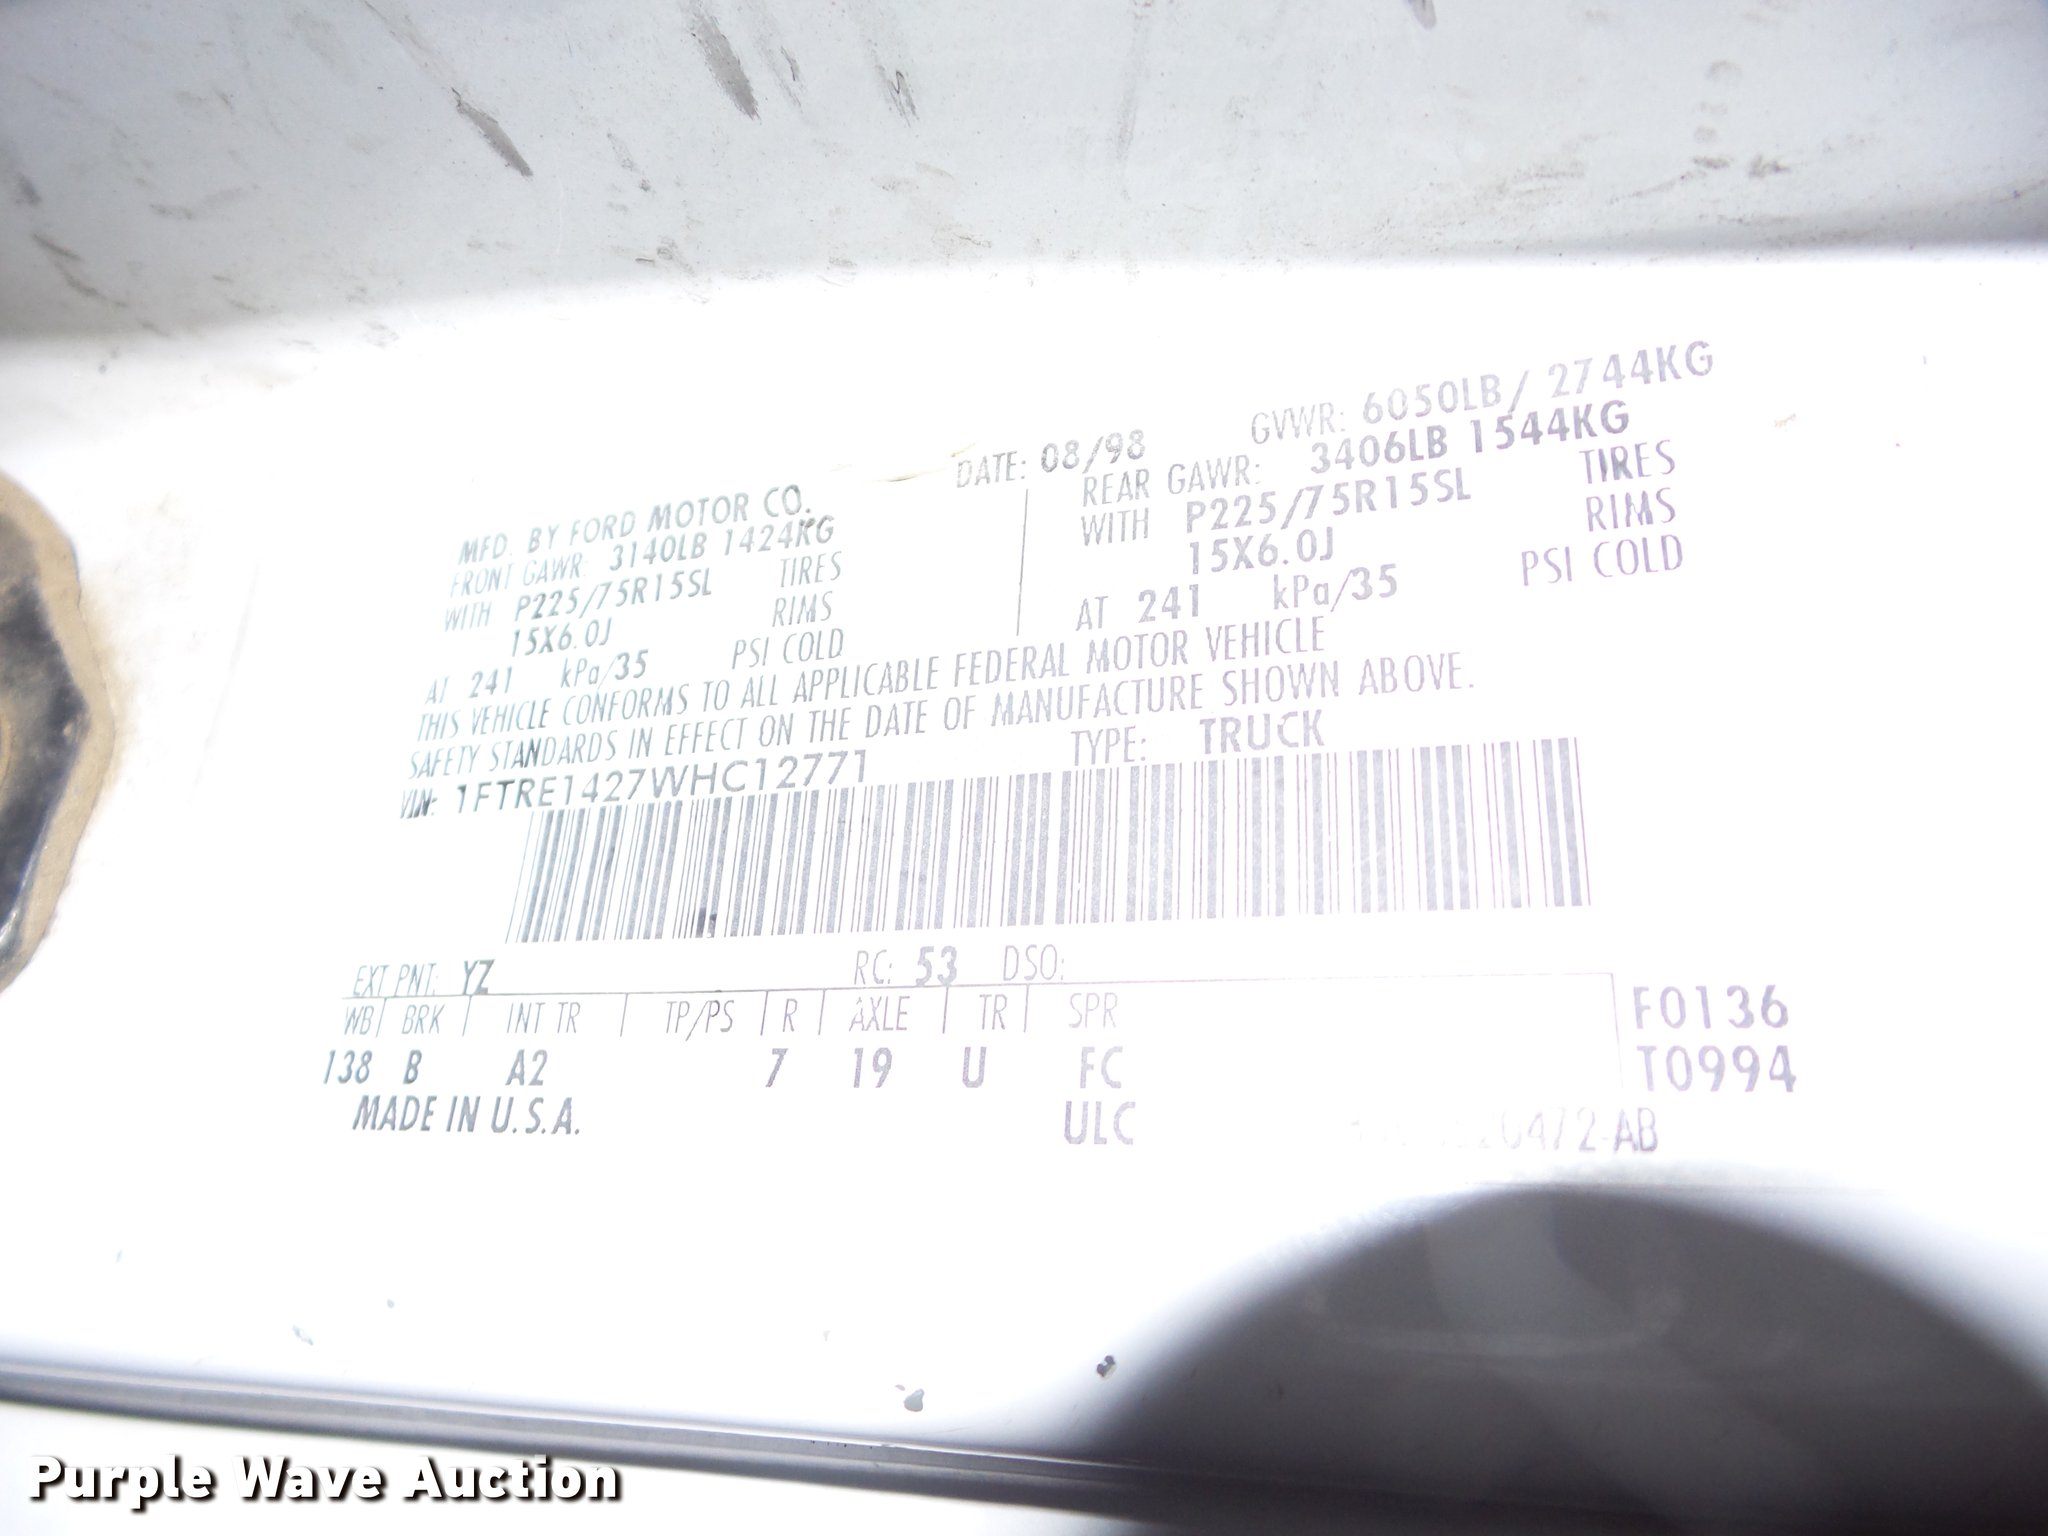 MFD. BY FORD MOTOR CO.
DATE: 08/98
GVWR: 6050LB/ 2744KG
FRONT GAWR: 3140LB 1424KG
REAR GAWR: 3406LB 1544KG
WITH P225/75R15SL TIRES
WITH P225/75R15SL TIRES
15X6.0J RIMS
15X6.0J RIMS
AT 241 kPa/35 PSI COLD
AT 241 kPa/35 PSI COLD
THIS VEHICLE CONFORMS TO ALL APPLICABLE FEDERAL MOTOR VEHICLE
SAFETY STANDARDS IN EFFECT ON THE DATE OF MANUFACTURE SHOWN ABOVE.
VIN: 1FTRE1427WHC12771
TYPE: TRUCK
EXT PNT: YZ RC: 53 DSO:
WB BRK INT TR TP/PS R AXLE TR SPR
F0136
138 B A2 7 19 U FC
T0994
MADE IN U.S.A.
ULC
Purple Wave Auction